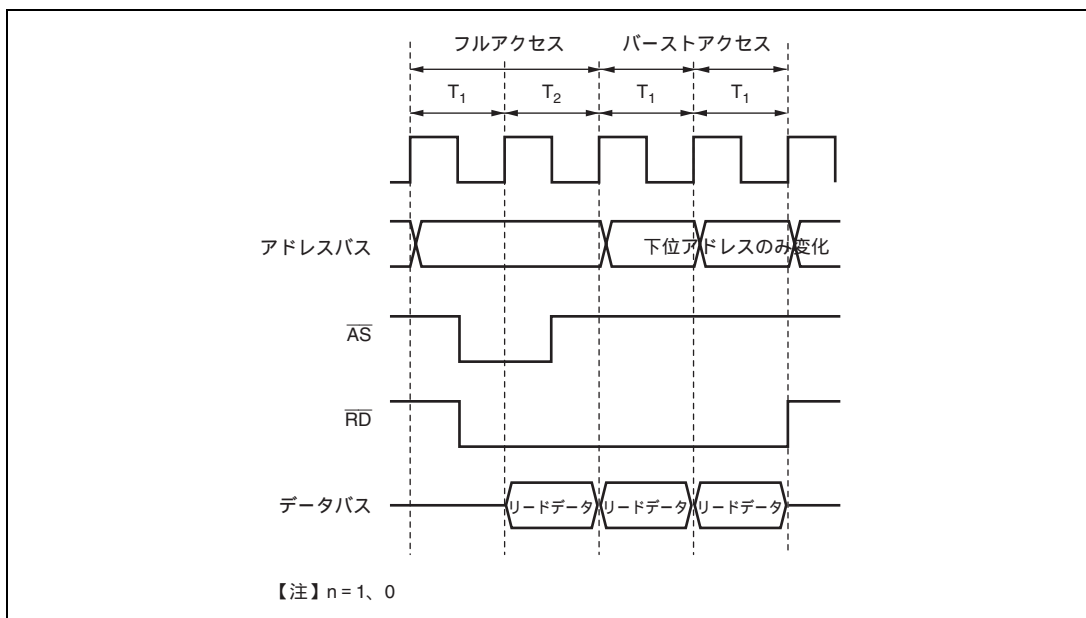 フルアクセス バーストアクセス
T₁ T₂ T₁ T₁
アドレスバス 下位アドレスのみ変化
A̅S̅
R̅D̅
データバス リードデータ リードデータ リードデータ
【注】n = 1、0